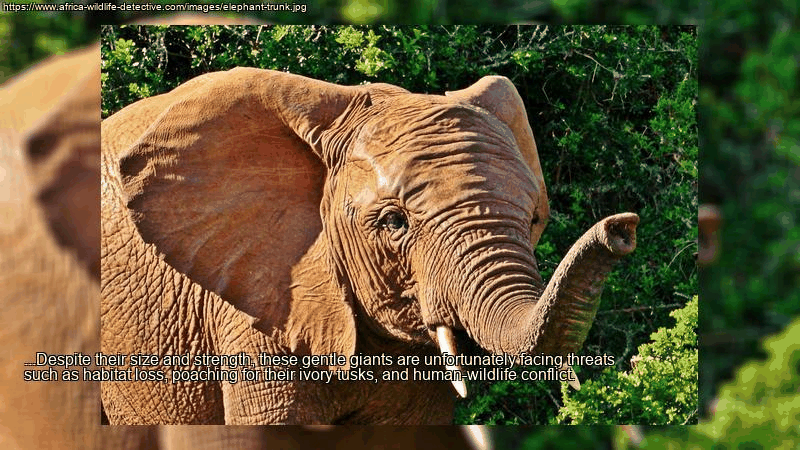 https://www.africa-wildlife-detective.com/images/elephant-trunk.jpg
...Despite their size and strength, these gentle giants are unfortunately facing threats
such as habitat loss, poaching for their ivory tusks, and human-wildlife conflict.